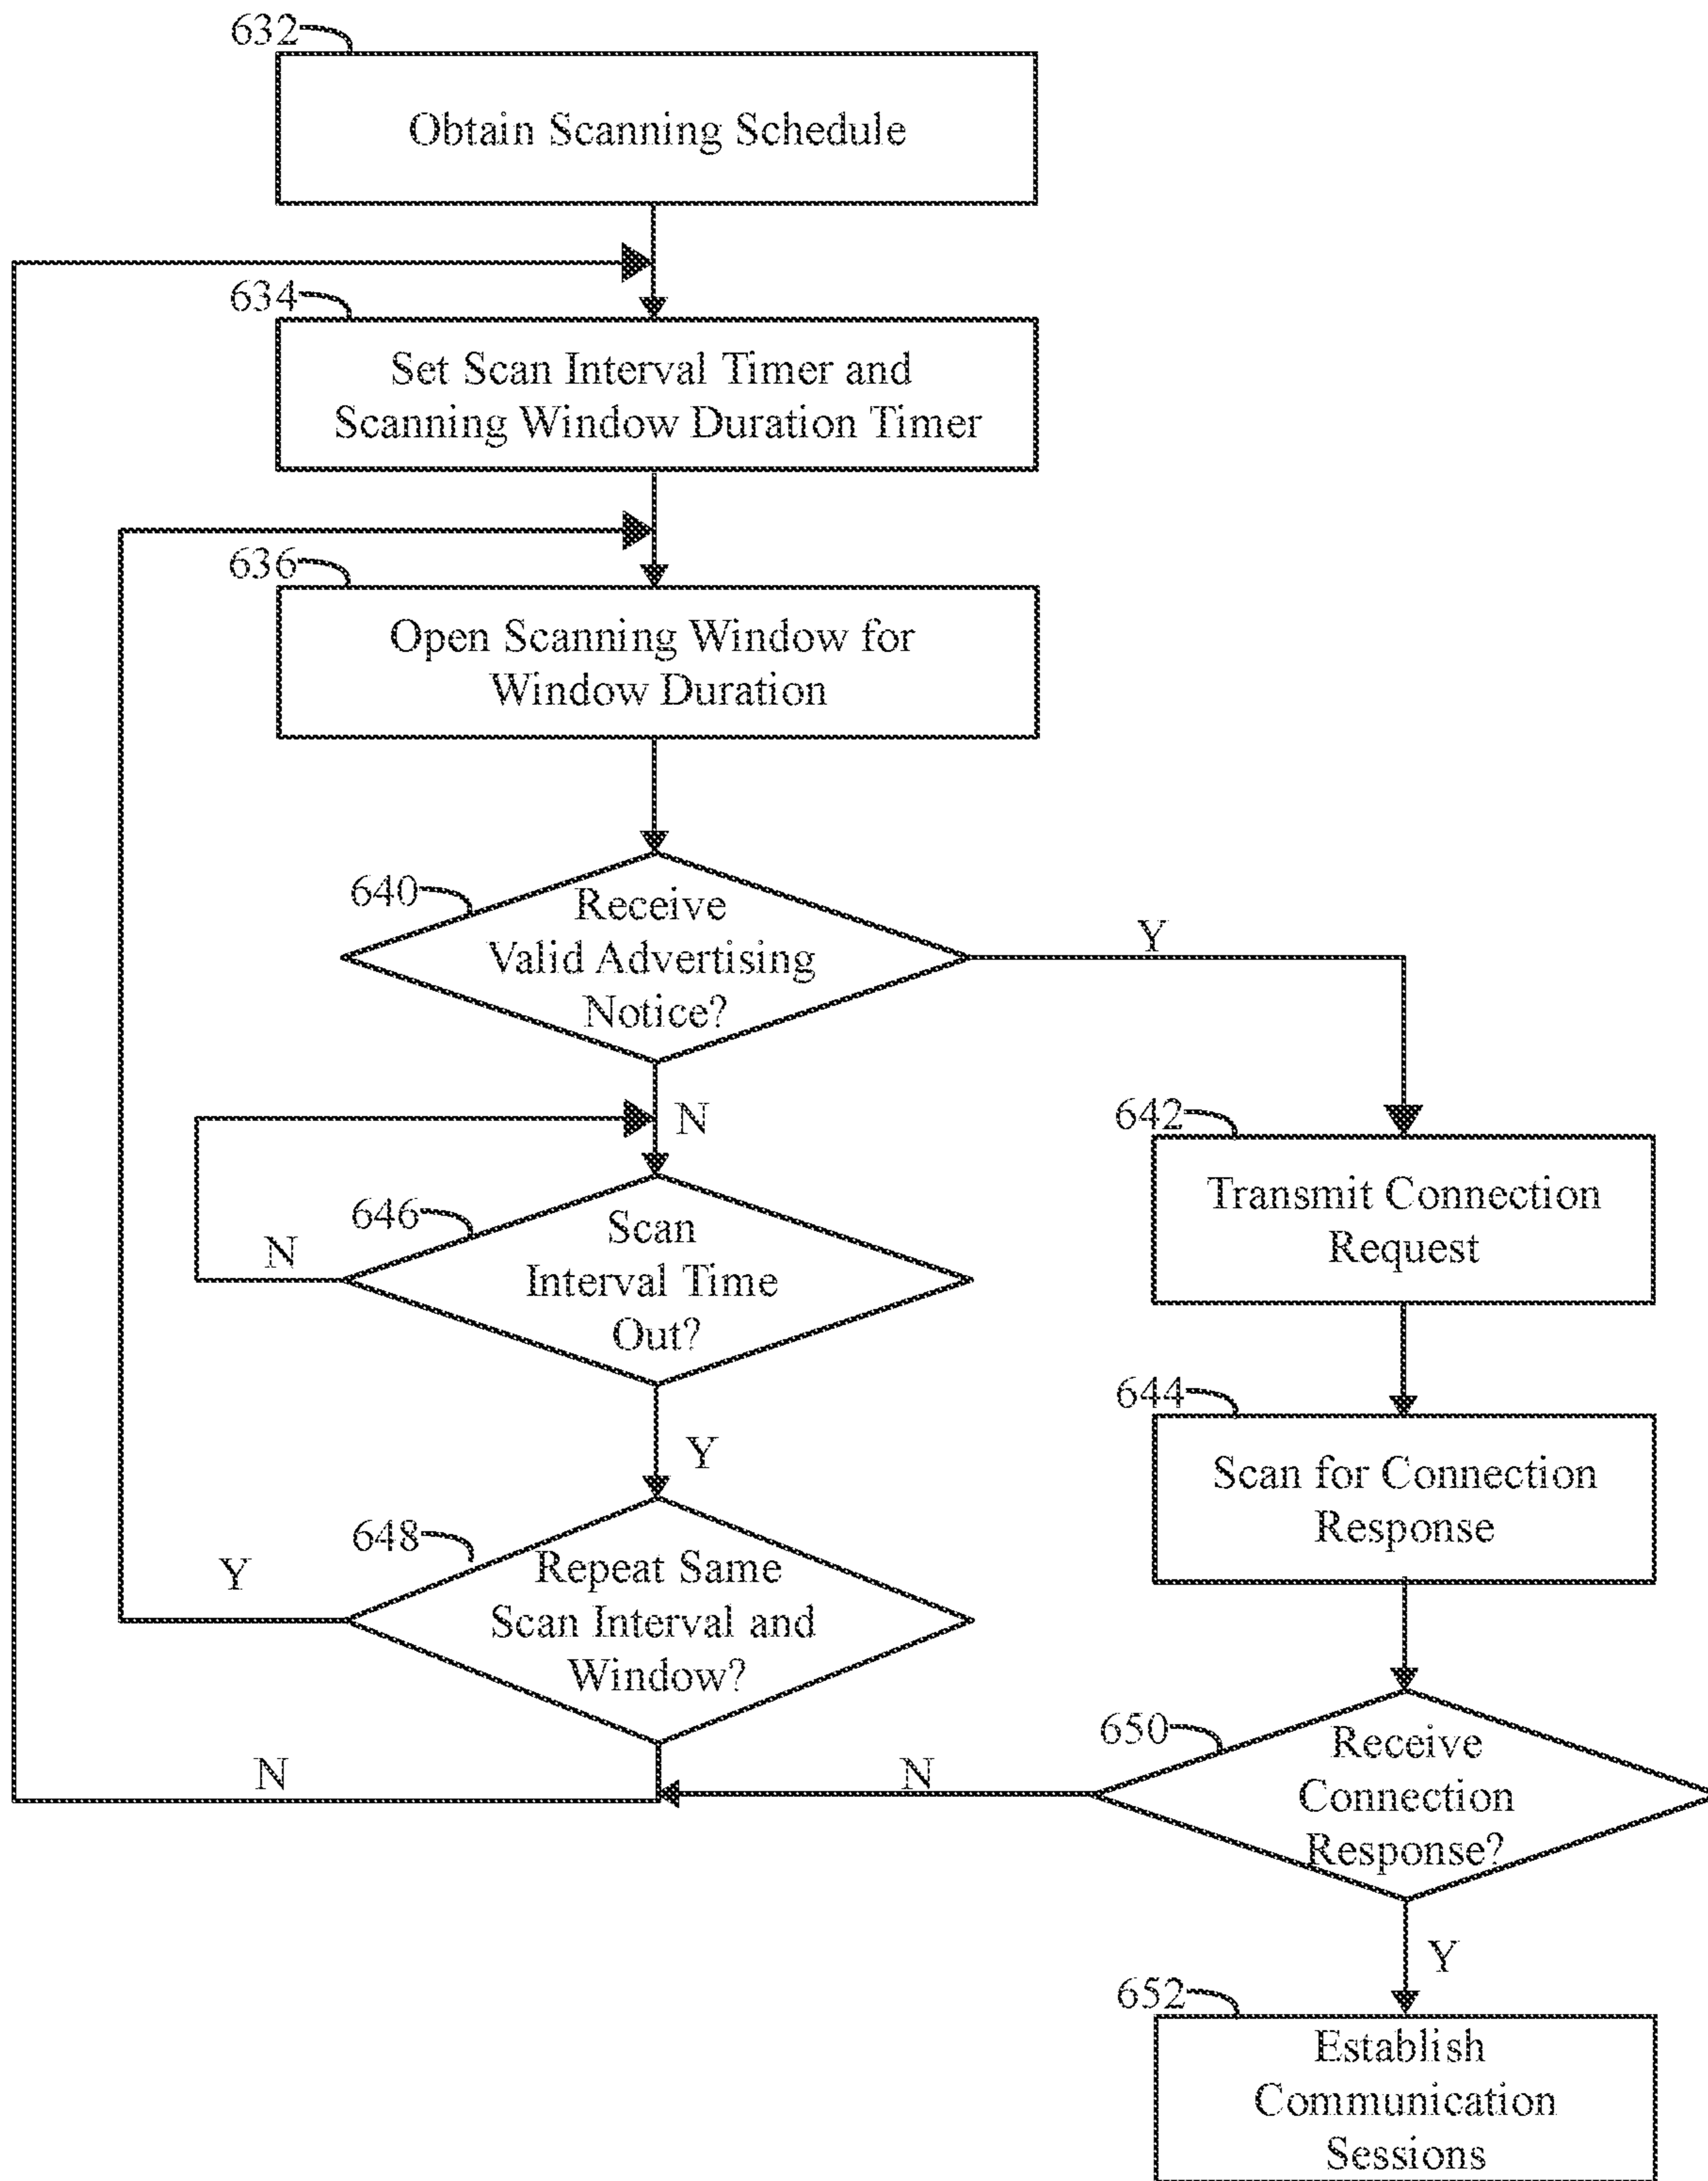 632
Obtain Scanning Schedule
634
Set Scan Interval Timer and
Scanning Window Duration Timer
636
Open Scanning Window for
Window Duration
640
Receive
Valid Advertising
Notice?
Y
N
642
Transmit Connection
Request
646
Scan
Interval Time
Out?
N
Y
644
Scan for Connection
Response
648
Repeat Same
Scan Interval and
Window?
Y
N
650
Receive
Connection
Response?
N
Y
652
Establish
Communication
Sessions